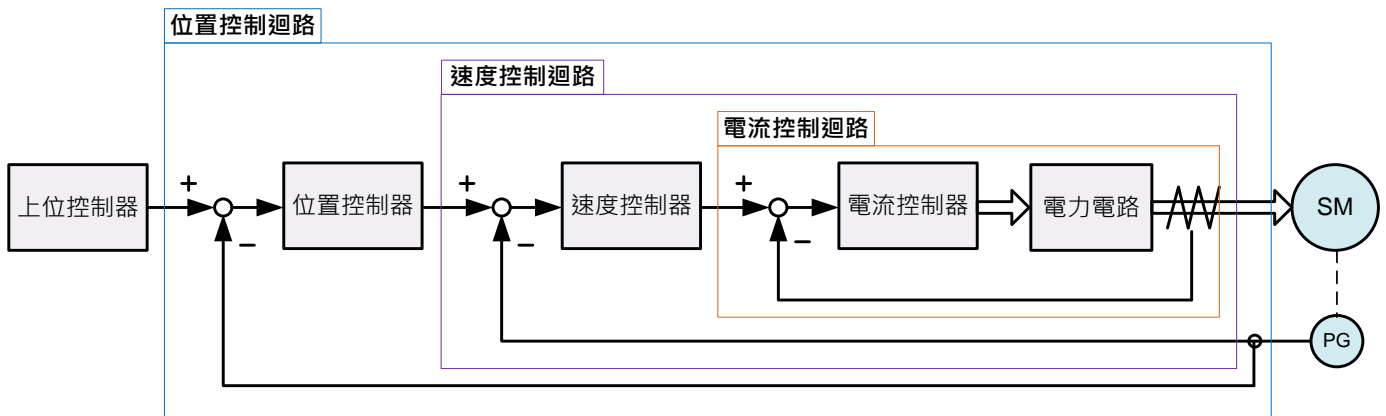 位置控制迴路
速度控制迴路
電流控制迴路
上位控制器
+
−
位置控制器
+
−
速度控制器
+
−
電流控制器
電力電路
SM
PG